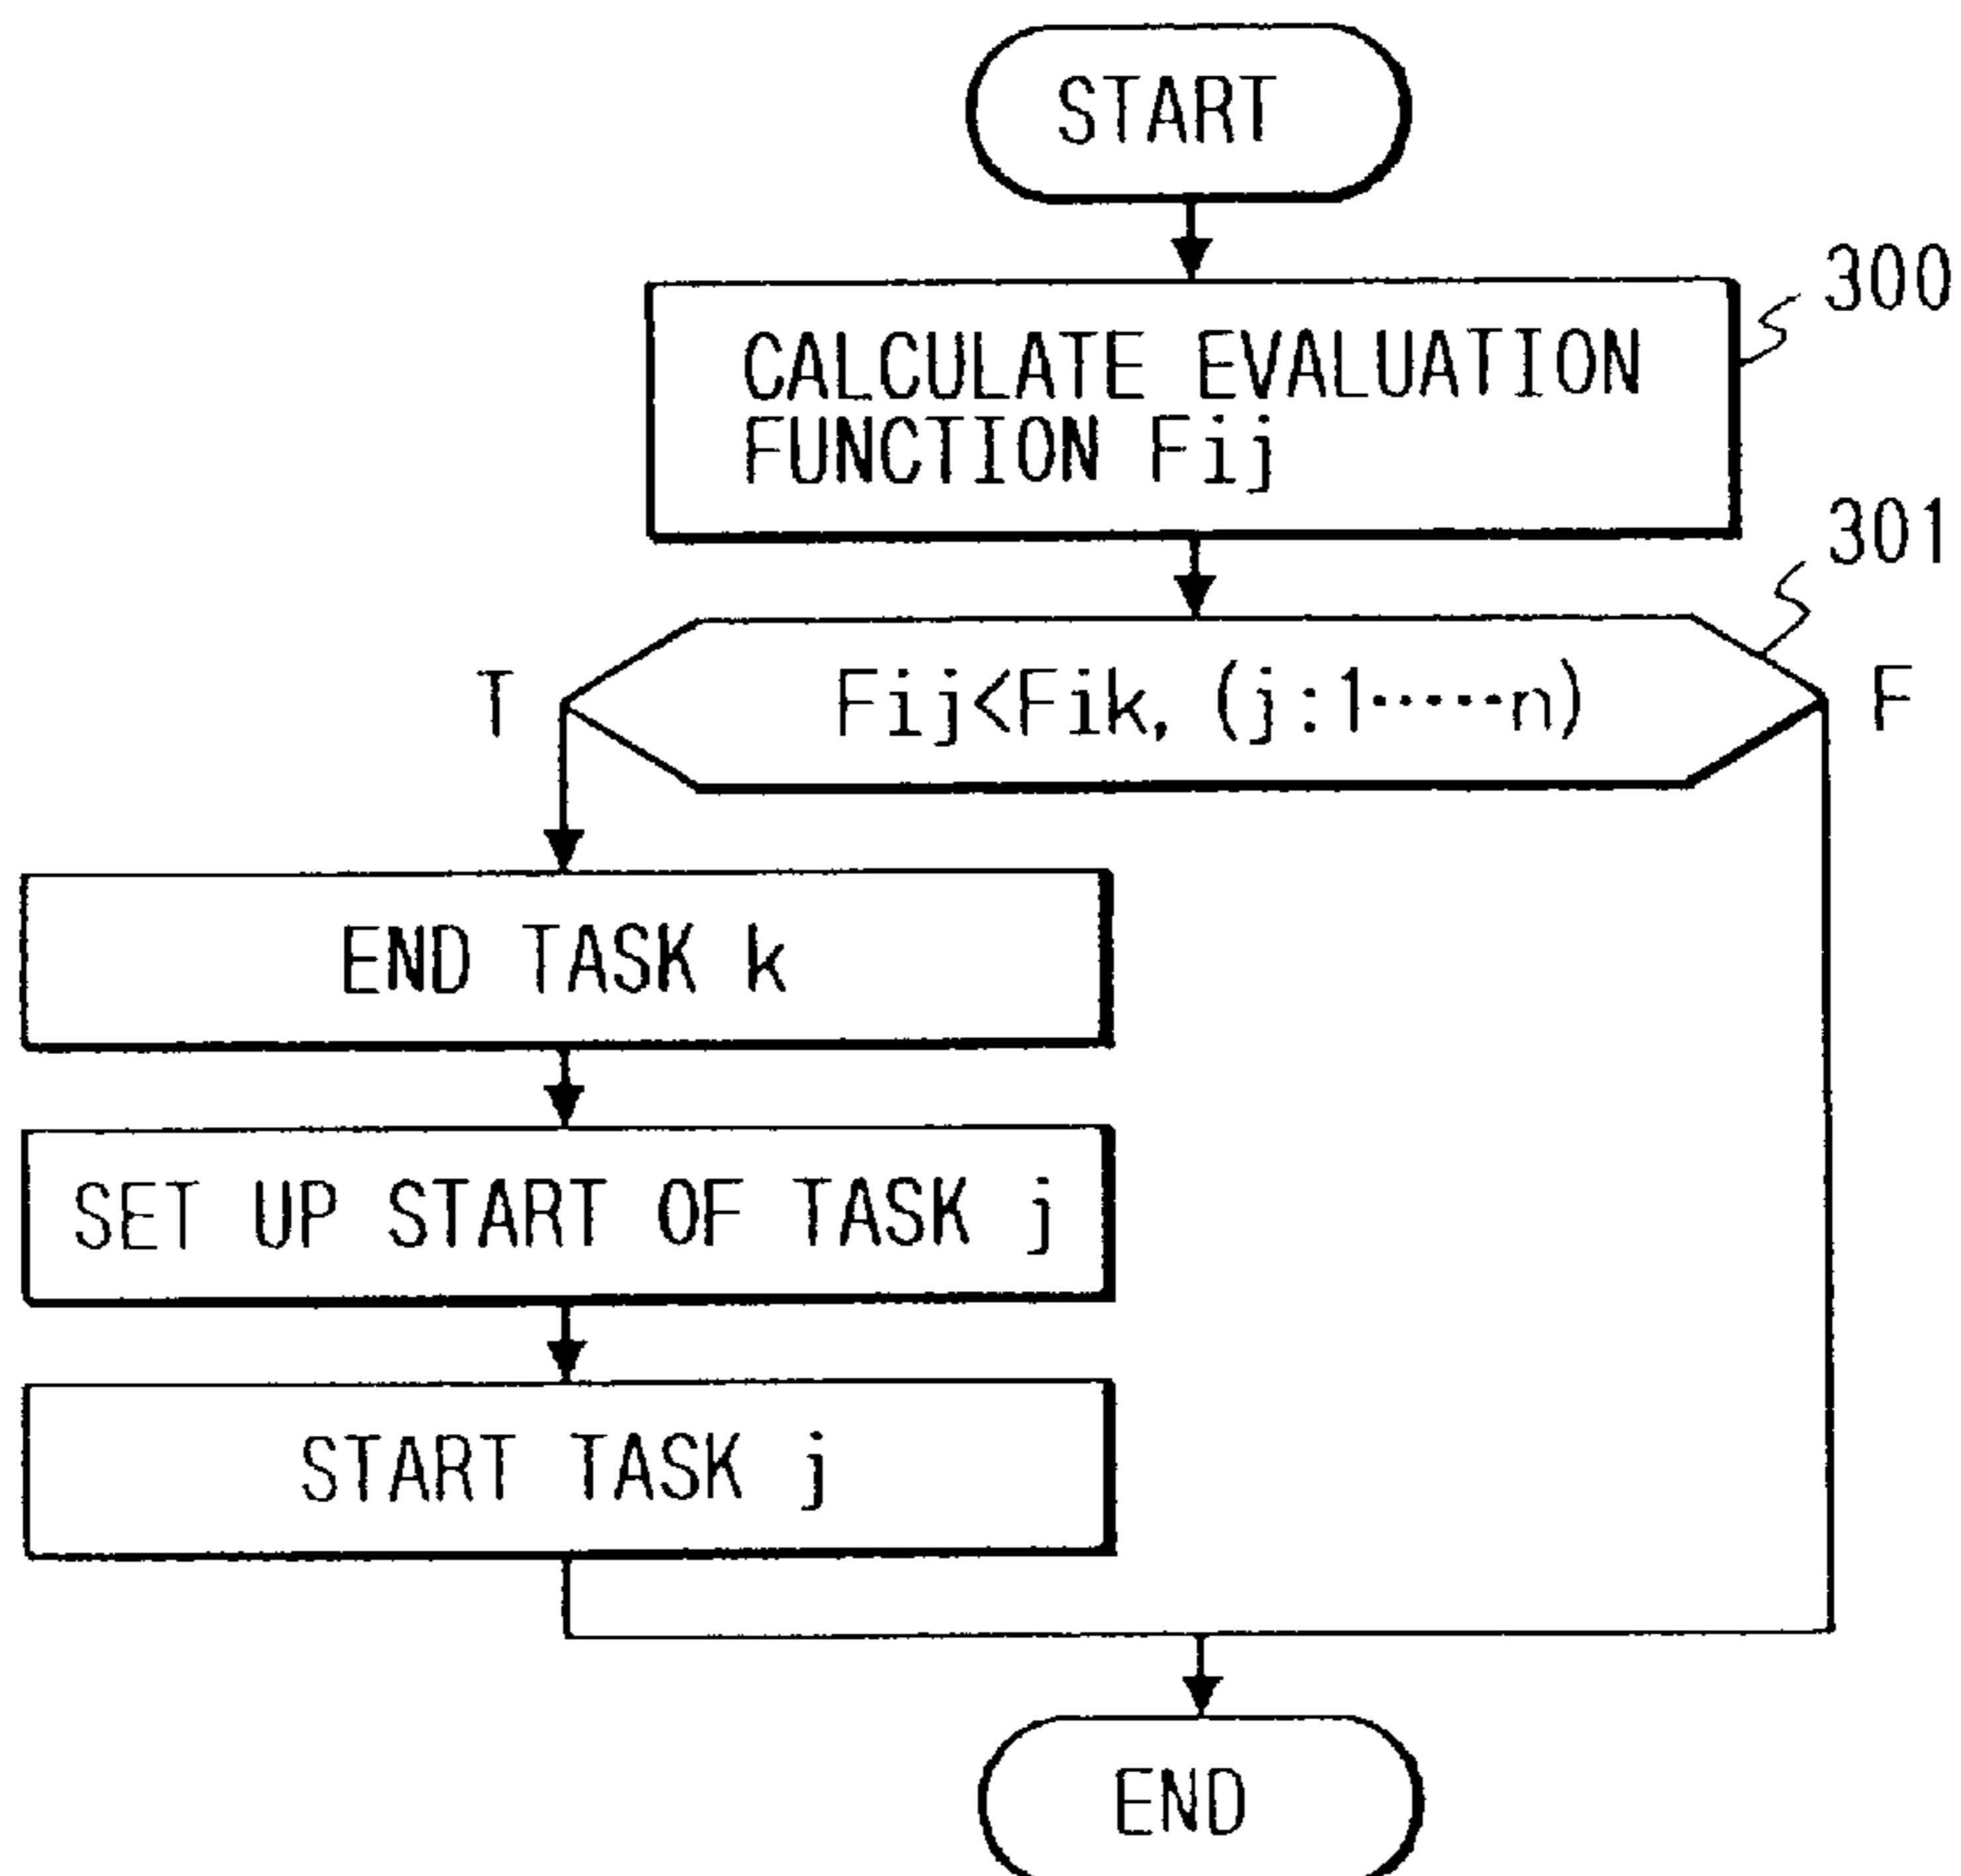 START
300
CALCULATE EVALUATION
FUNCTION Fij
301
T
Fij<Fik, (j:1·····n)
F
END TASK k
SET UP START OF TASK j
START TASK j
END